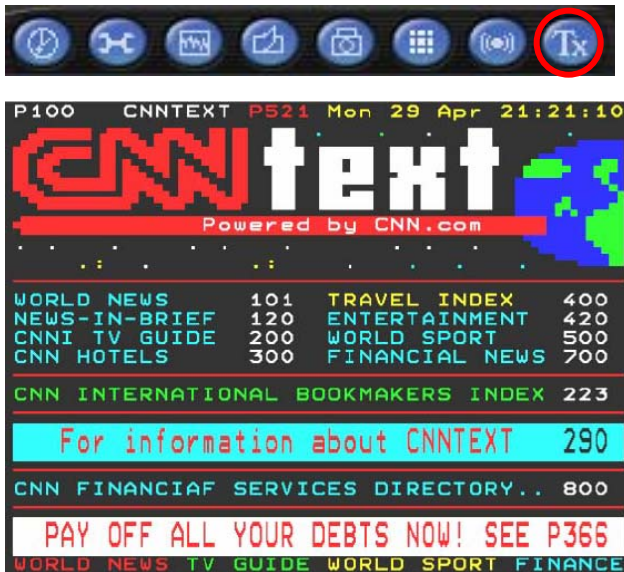 Tx
P100 CNNTEXT P521 Mon 29 Apr 21:21:10
CNN text
Powered by CNN.com
WORLD NEWS 101 TRAVEL INDEX 400
NEWS-IN-BRIEF 120 ENTERTAINMENT 420
CNNI TV GUIDE 200 WORLD SPORT 500
CNN HOTELS 300 FINANCIAL NEWS 700
CNN INTERNATIONAL BOOKMAKERS INDEX 223
For information about CNNTEXT 290
CNN FINANCIAF SERVICES DIRECTORY.. 800
PAY OFF ALL YOUR DEBTS NOW! SEE P366
WORLD NEWS TV GUIDE WORLD SPORT FINANCE